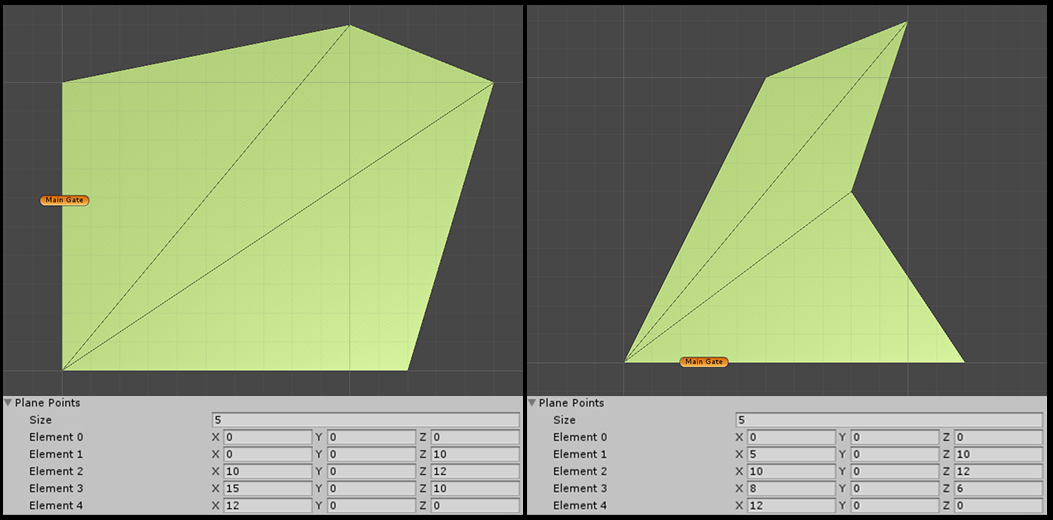 Main Gate
Plane Points
Size 5
Element 0 X 0 Y 0 Z 0
Element 1 X 0 Y 0 Z 10
Element 2 X 10 Y 0 Z 12
Element 3 X 15 Y 0 Z 10
Element 4 X 12 Y 0 Z 0
Main Gate
Plane Points
Size 5
Element 0 X 0 Y 0 Z 0
Element 1 X 5 Y 0 Z 10
Element 2 X 10 Y 0 Z 12
Element 3 X 8 Y 0 Z 6
Element 4 X 12 Y 0 Z 0